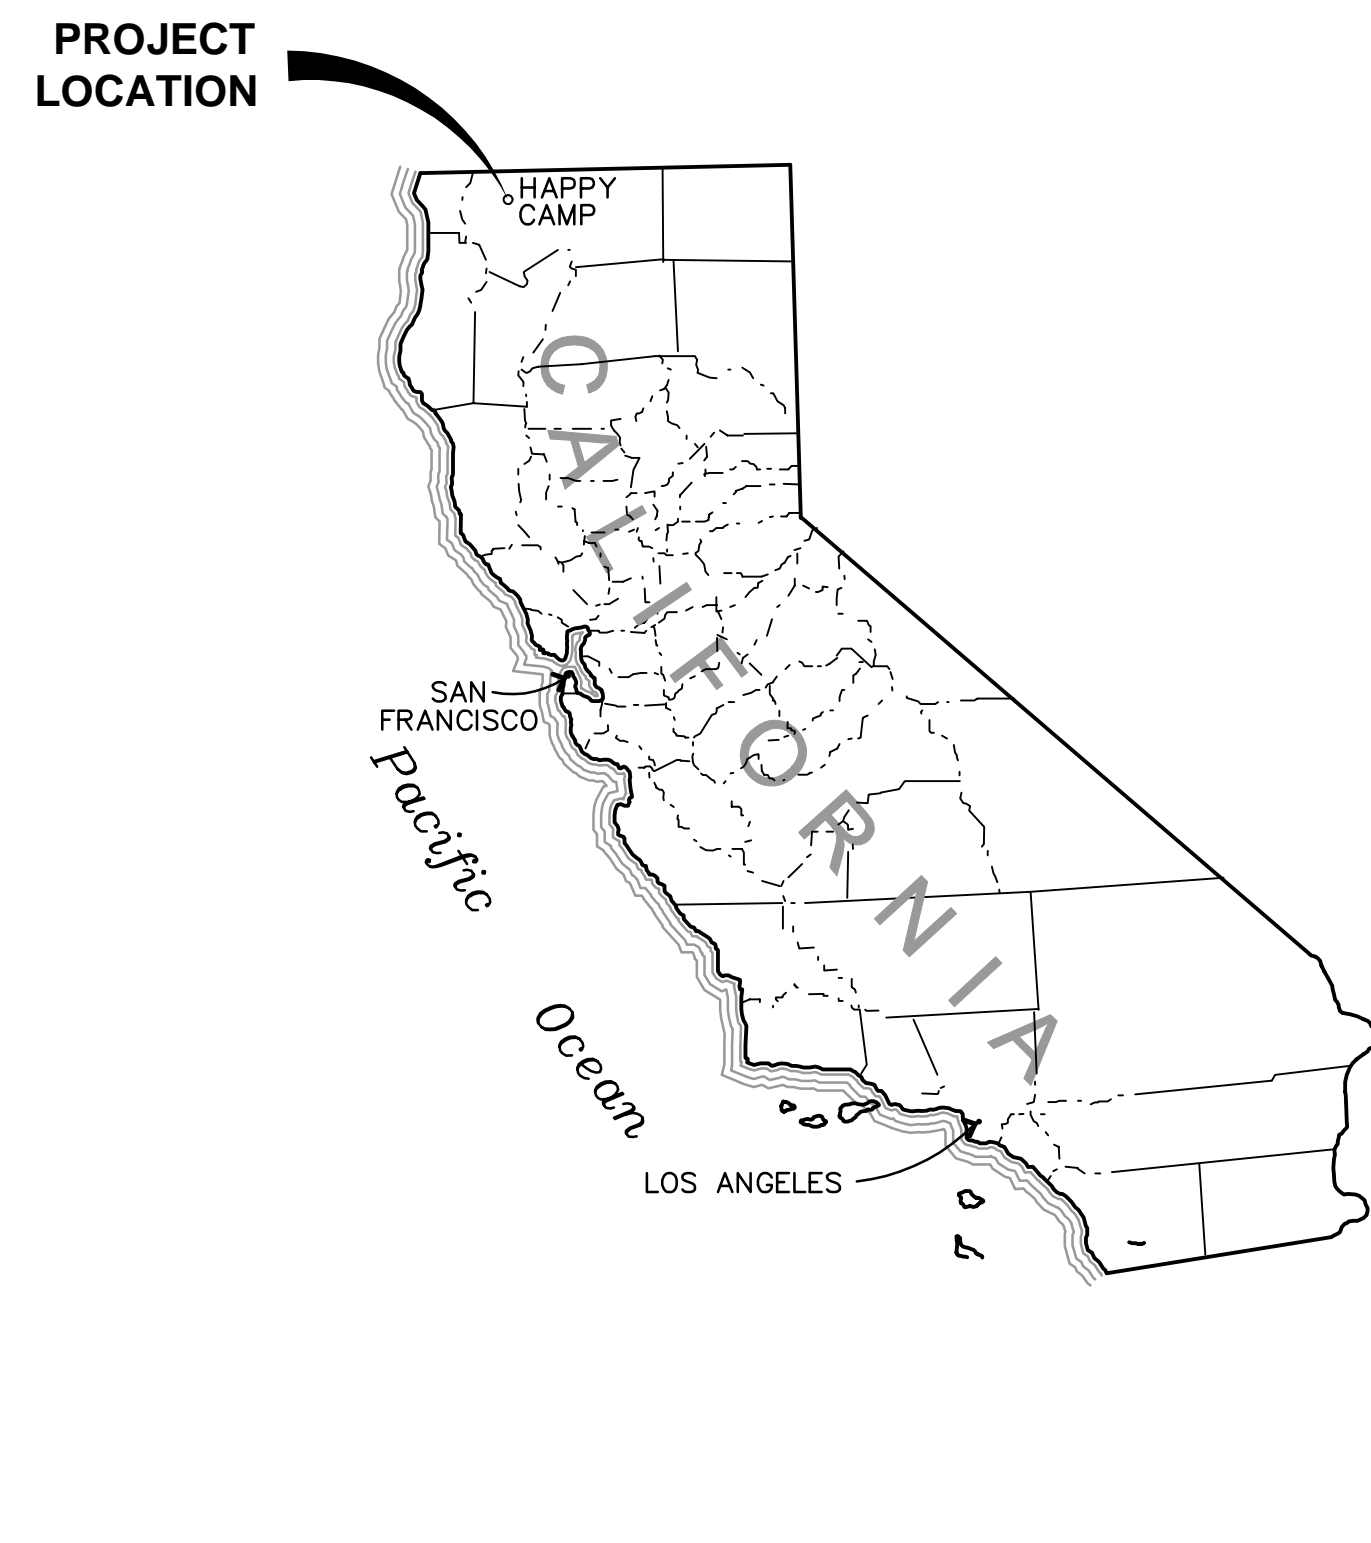 PROJECT
LOCATION
HAPPY
CAMP
CALIFORNIA
SAN
FRANCISCO
Pacific
Ocean
LOS ANGELES